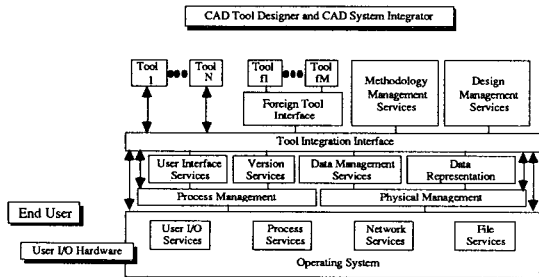 CAD Tool Designer and CAD System Integrator
Tool 1
Tool N
Tool f1
Tool fM
Foreign Tool
Interface
Methodology
Management
Services
Design
Management
Services
Tool Integration Interface
User Interface
Services
Version
Services
Data Management
Services
Data
Representation
Process Management
Physical Management
End User
User I/O Hardware
User I/O
Services
Process
Services
Network
Services
File
Services
Operating System